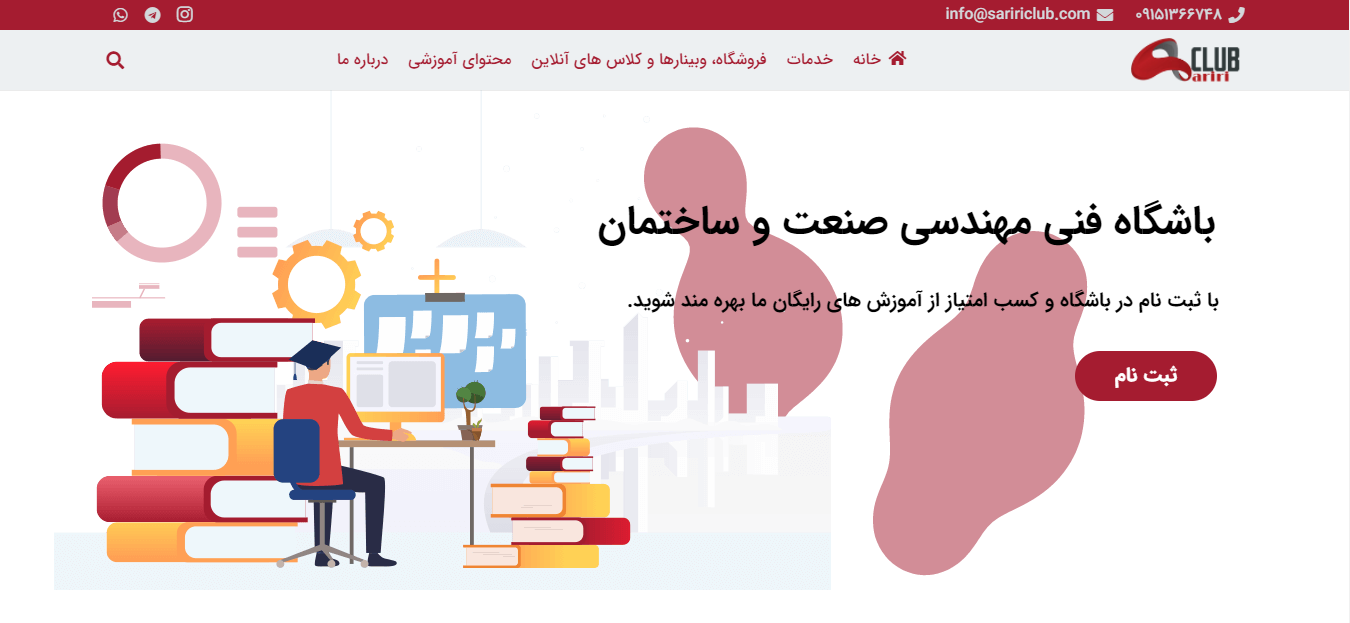 ۰۹۱۵۱۳۶۶۷۴۸ info@saririclub.com
CLUB
Sariri
خانه خدمات فروشگاه، وبینارها و کلاس های آنلاین محتوای آموزشی درباره ما
باشگاه فنی مهندسی صنعت و ساختمان
با ثبت نام در باشگاه و کسب امتیاز از آموزش های رایگان ما بهره مند شوید.
ثبت نام